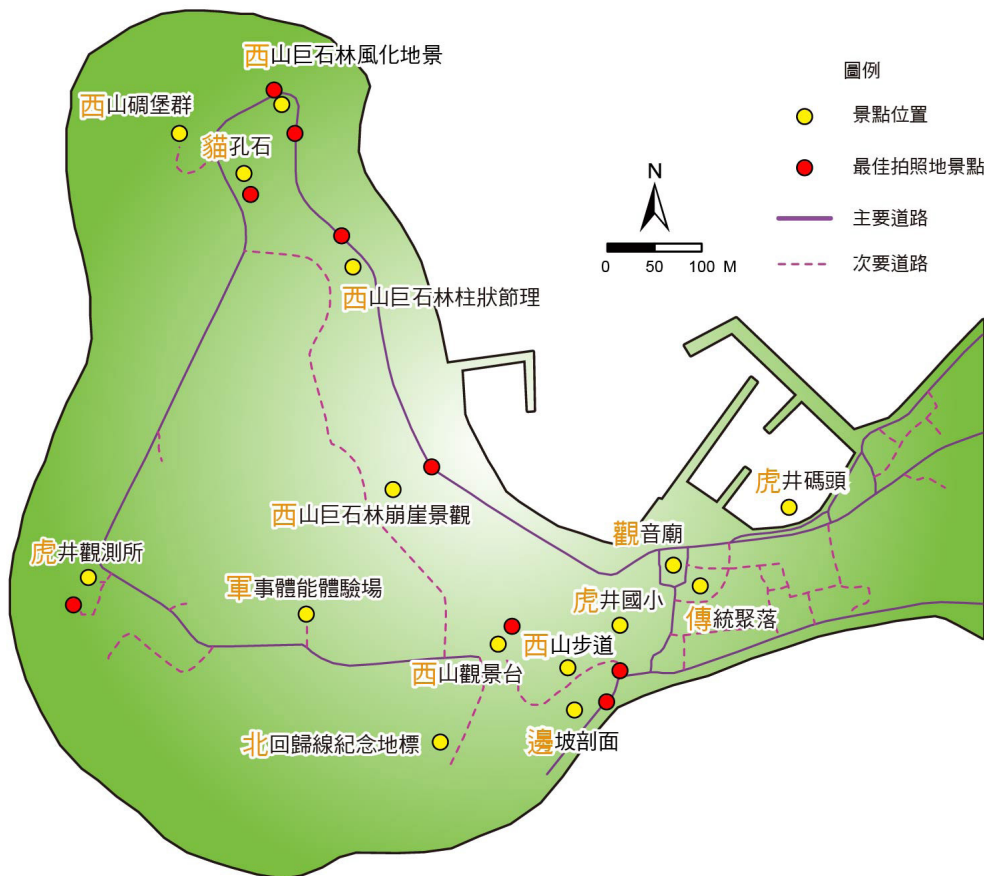 西山巨石林風化地景
西山碉堡群
貓孔石
西山巨石林柱狀節理
圖例
景點位置
最佳拍照地景點
主要道路
次要道路
N
0 50 100 M
西山巨石林崩崖景觀
虎井碼頭
觀音廟
虎井觀測所
軍事體能體驗場
虎井國小
傳統聚落
西山步道
西山觀景台
北回歸線紀念地標
邊坡剖面